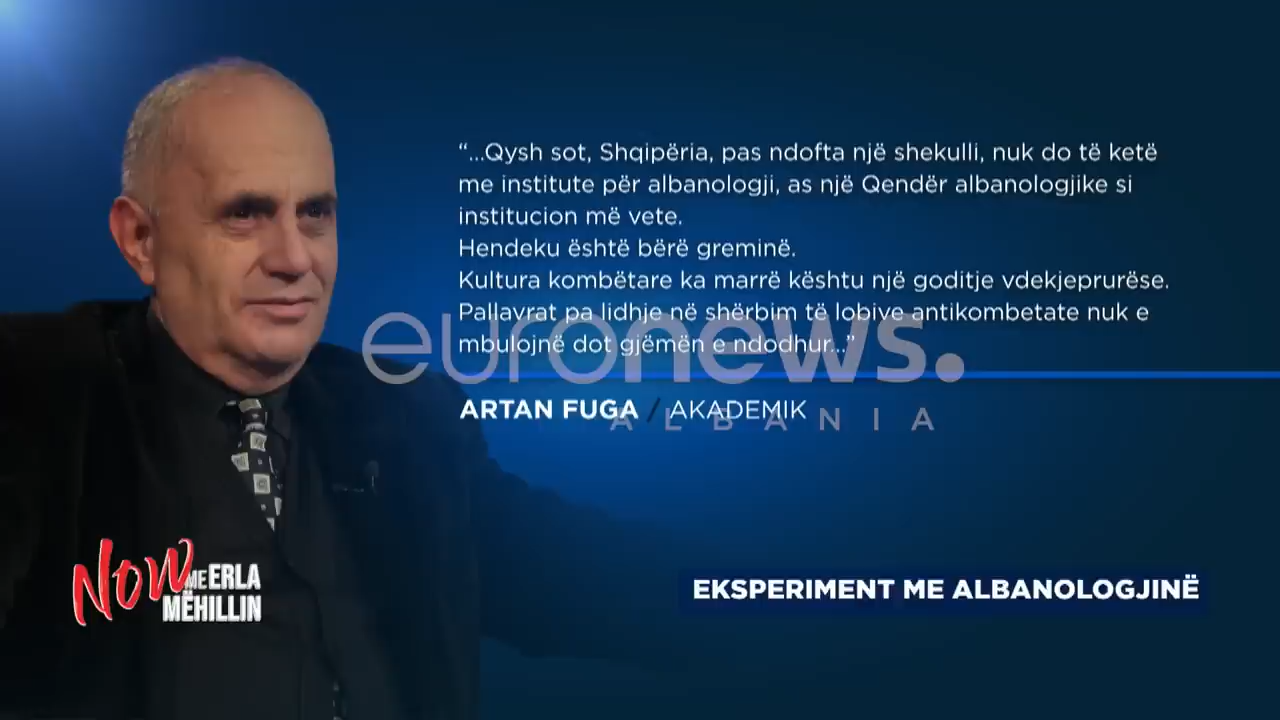 “...Qysh sot, Shqipëria, pas ndofta një shekulli, nuk do të ketë
me institute për albanologji, as një Qendër albanologjike si
institucion më vete.
Hendeku është bërë greminë.
Kultura kombëtare ka marrë kështu një goditje vdekjeprurëse.
Pallavrat pa lidhje në shërbim të lobive antikombetate nuk e
mbulojnë dot gjëmën e ndodhur...”
euronews.
ARTAN FUGA / AKADEMIK
ALBANIA
NOW ME ERLA
MËHILLIN
EKSPERIMENT ME ALBANOLOGJINË